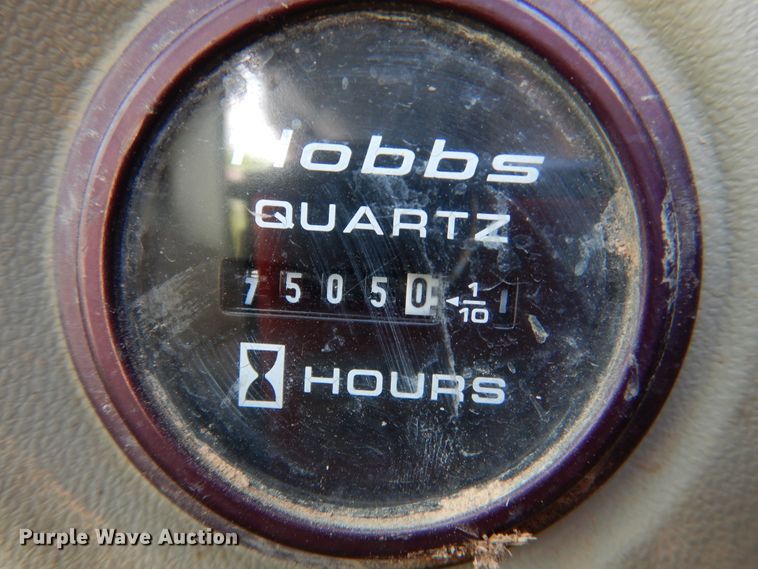 Hobbs
QUARTZ
75050 1/10
HOURS
Purple Wave Auction